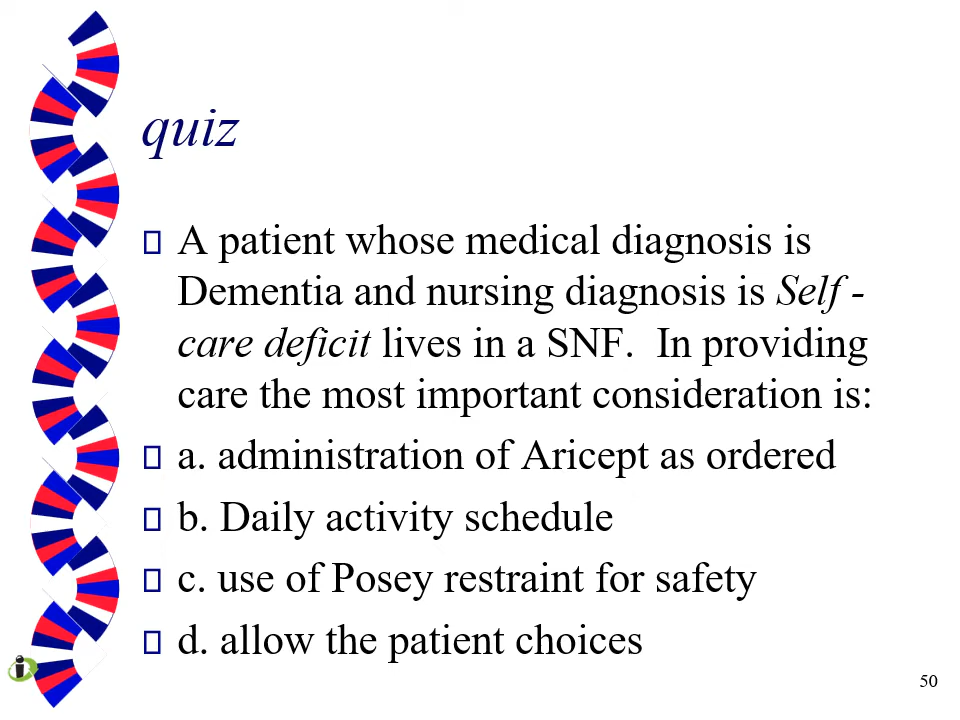 quiz
A patient whose medical diagnosis is
Dementia and nursing diagnosis is Self -
care deficit lives in a SNF.  In providing
care the most important consideration is:
a. administration of Aricept as ordered
b. Daily activity schedule
c. use of Posey restraint for safety
d. allow the patient choices
50